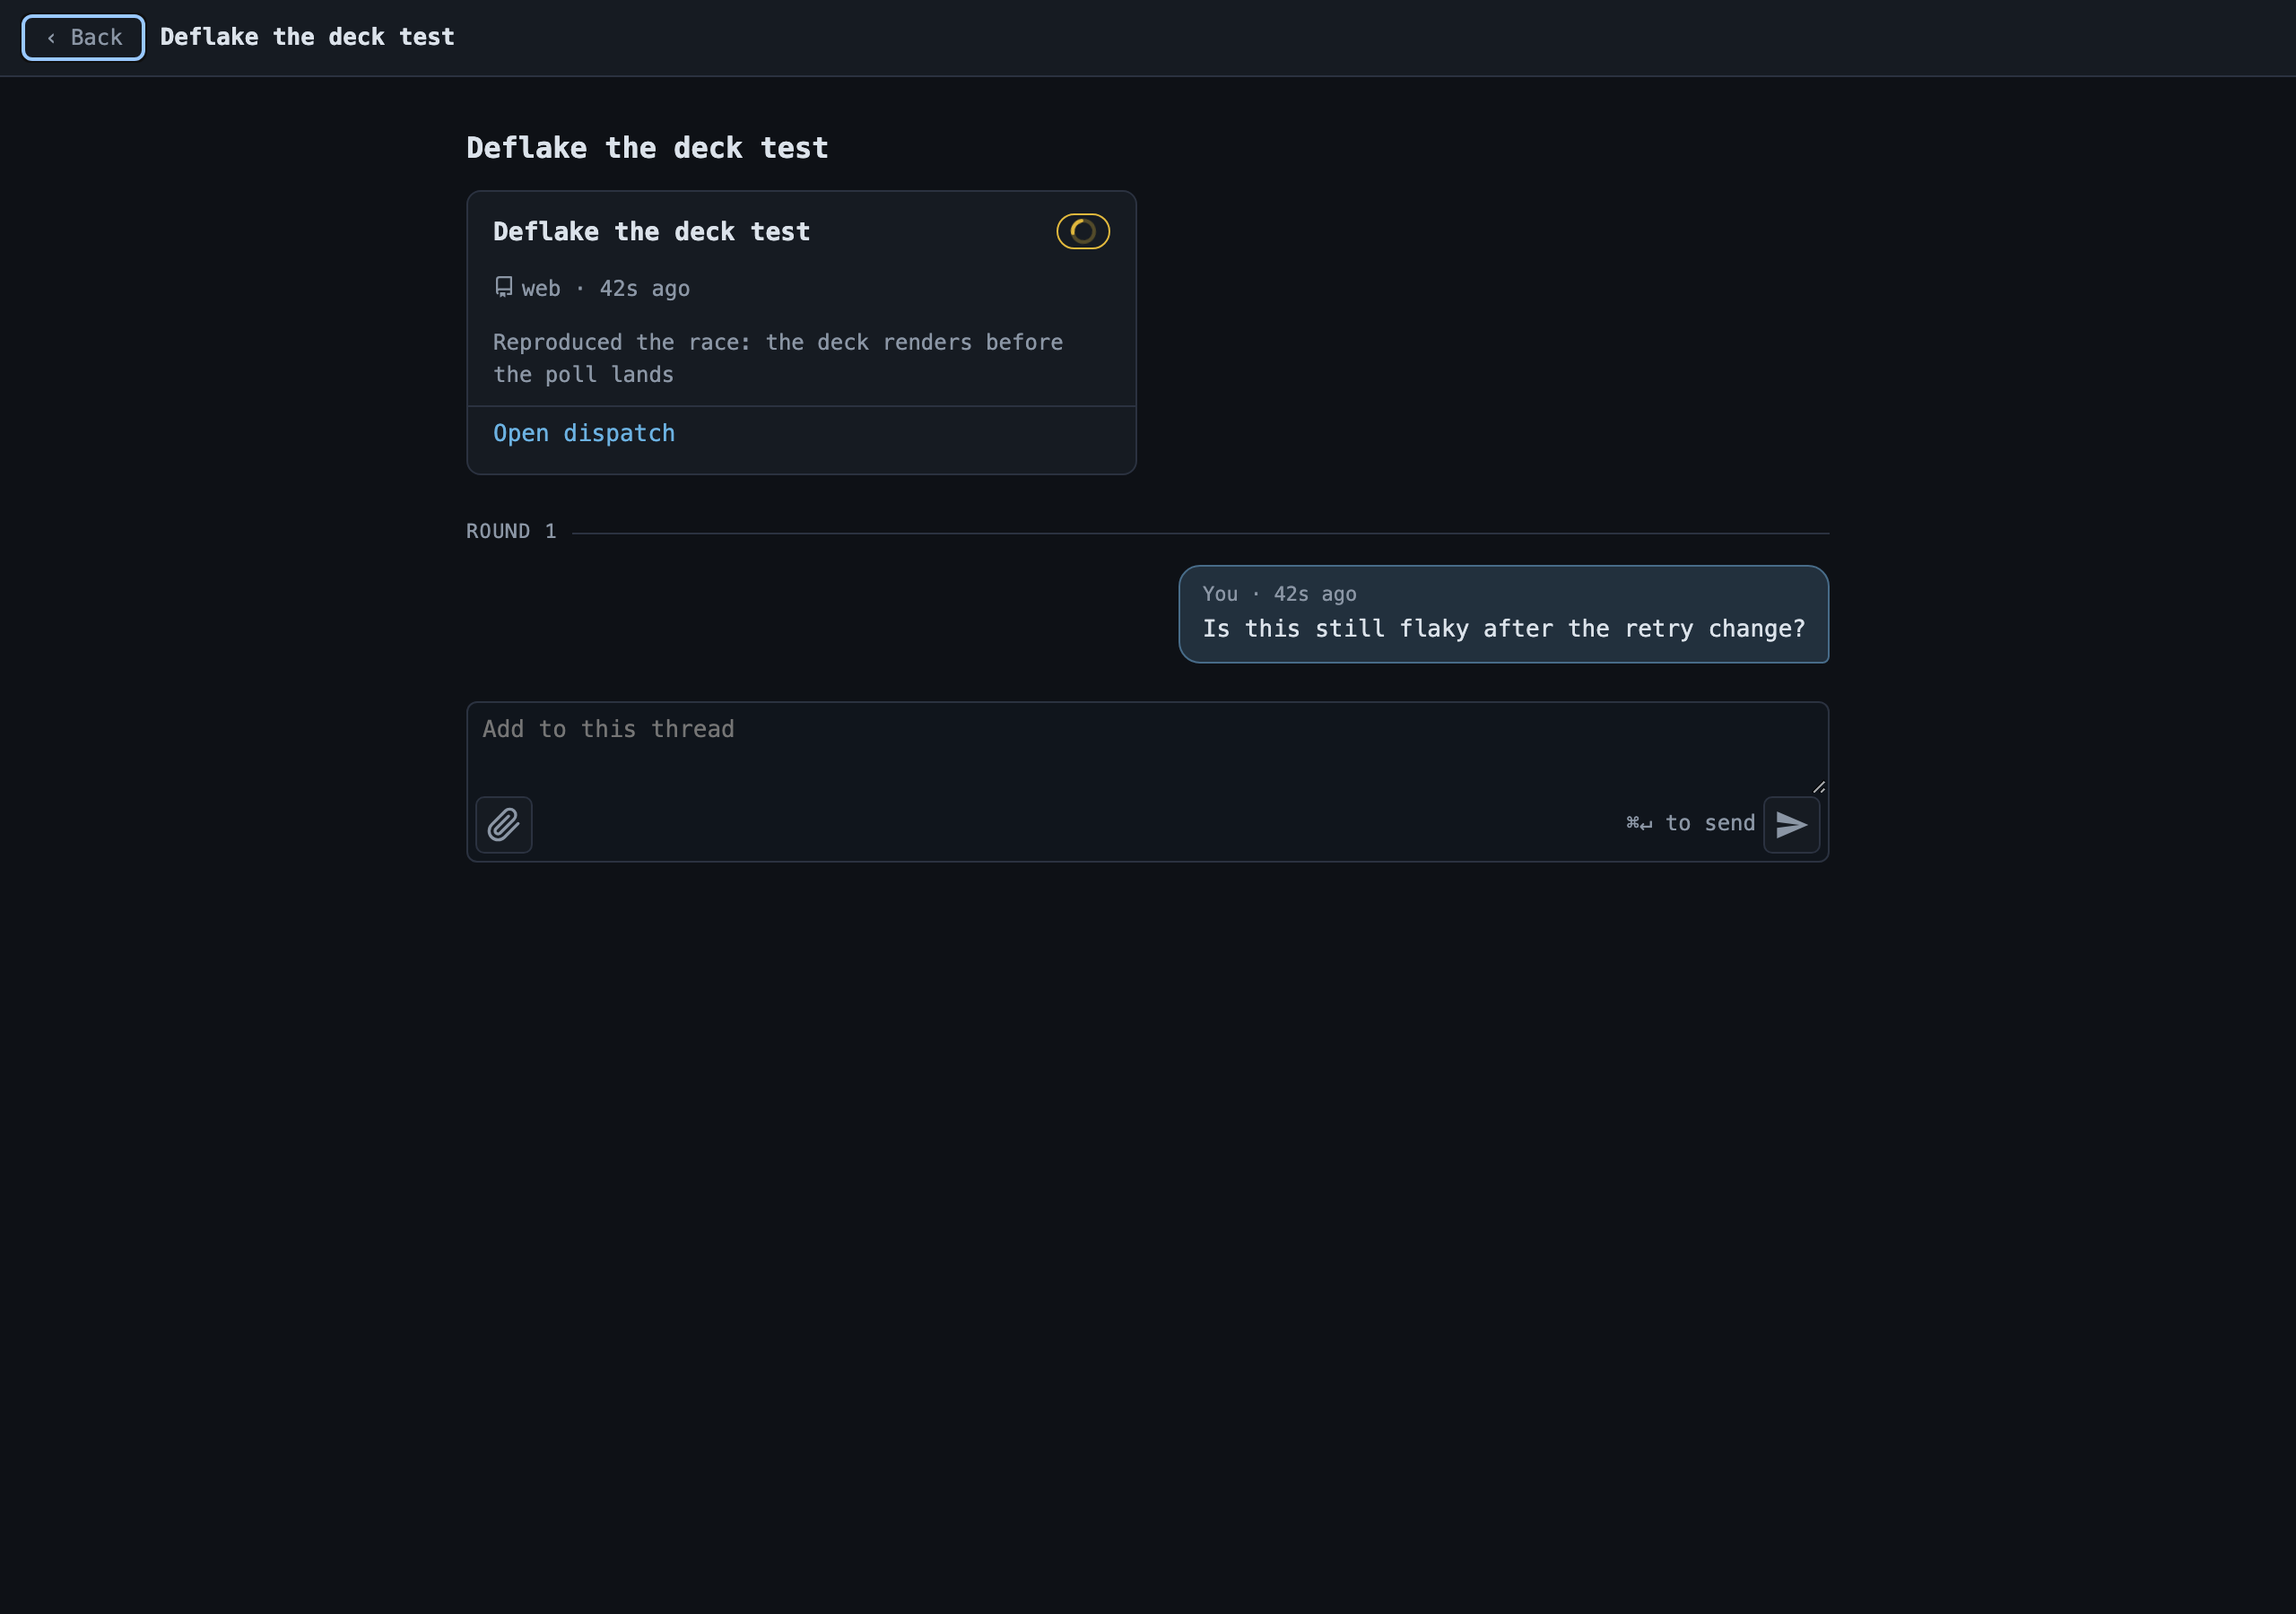 ‹ Back Deflake the deck test
Deflake the deck test
Deflake the deck test
web · 42s ago
Reproduced the race: the deck renders before
the poll lands
Open dispatch
ROUND 1
You · 42s ago
Is this still flaky after the retry change?
Add to this thread
⌘↵ to send